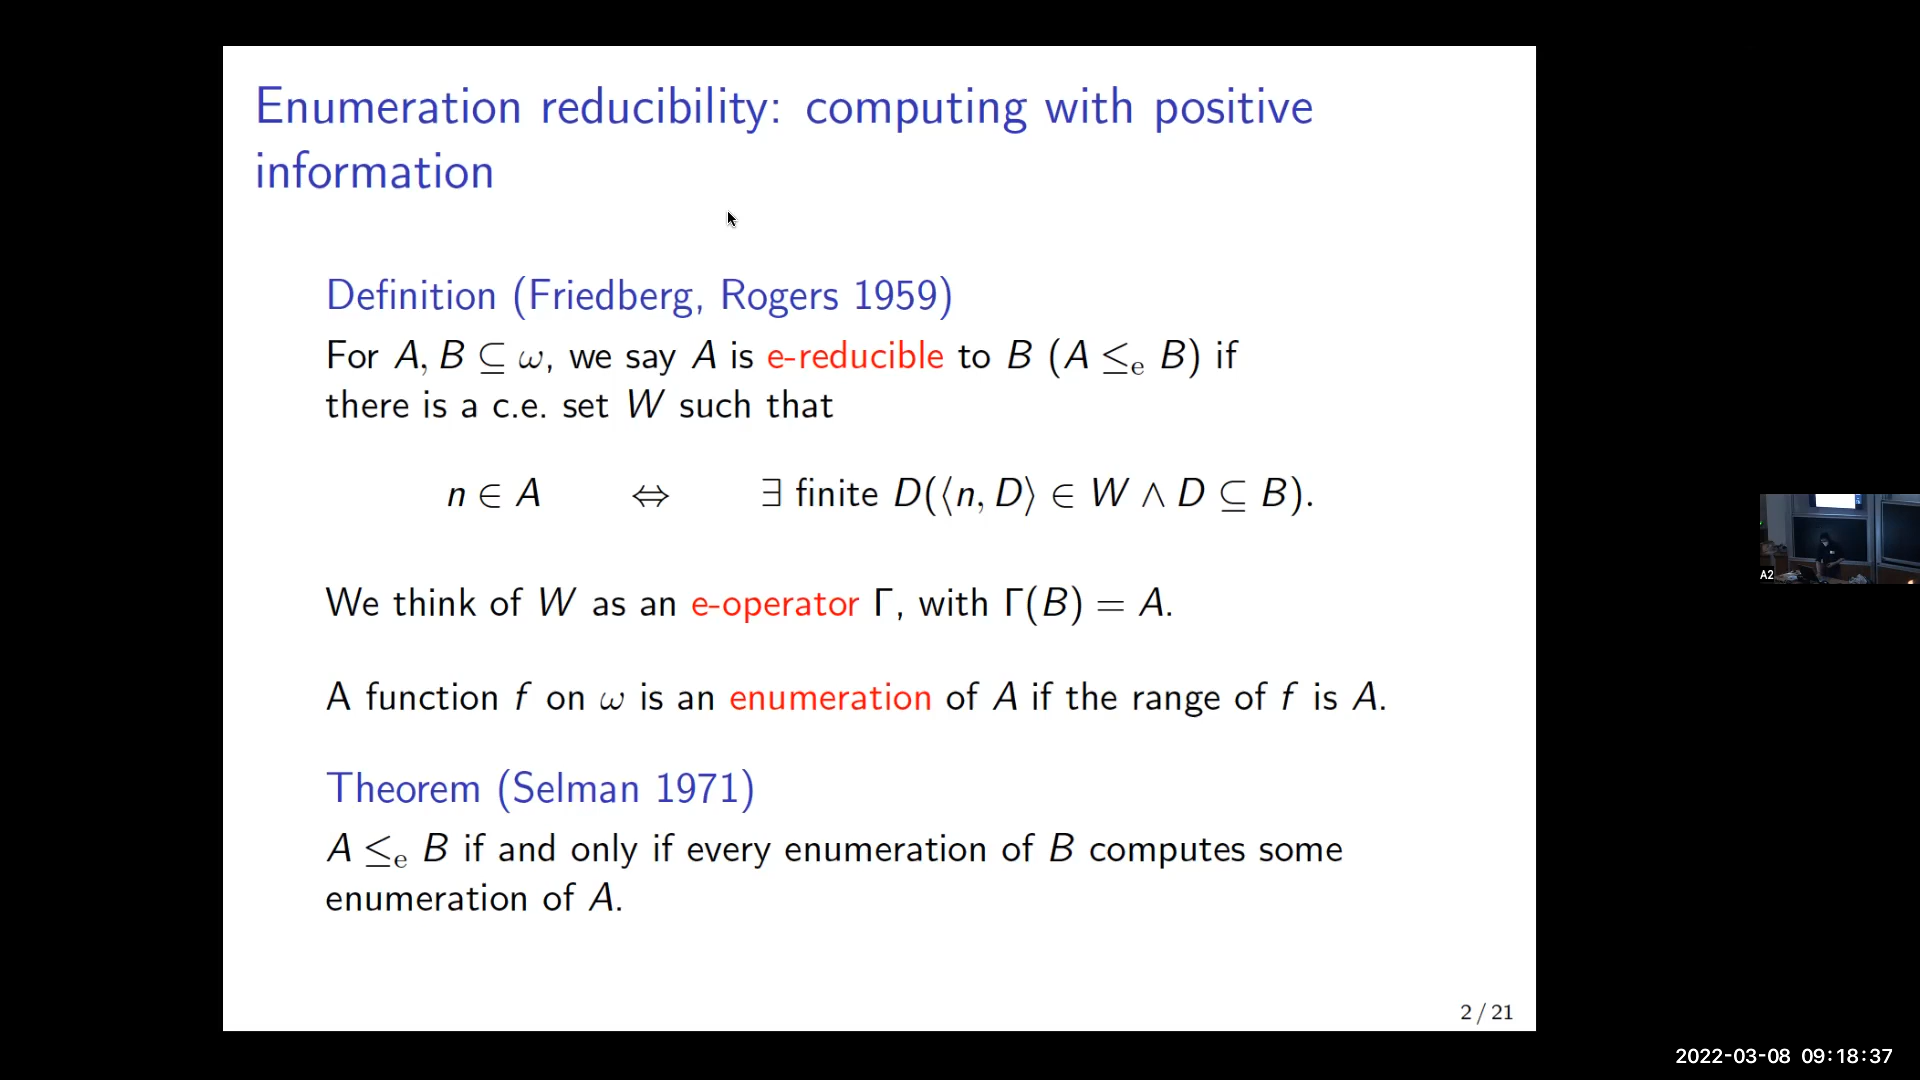 Enumeration reducibility: computing with positive
information
Definition (Friedberg, Rogers 1959)
For A, B ⊆ ω, we say A is e-reducible to B (A ≤ₑ B) if
there is a c.e. set W such that
n ∈ A ⇔ ∃ finite D(⟨n, D⟩ ∈ W ∧ D ⊆ B).
We think of W as an e-operator Γ, with Γ(B) = A.
A function f on ω is an enumeration of A if the range of f is A.
Theorem (Selman 1971)
A ≤ₑ B if and only if every enumeration of B computes some
enumeration of A.
2 / 21
A2
2022-03-08 09:18:37